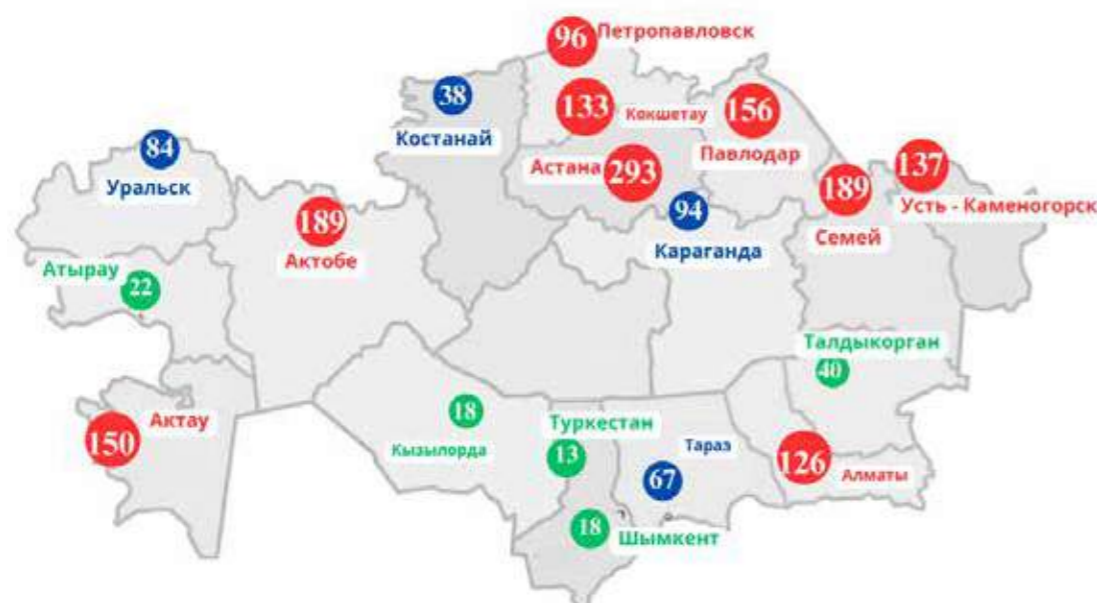 96
Петропавловск
38
133
Кокшетау
156
Костанай
Павлодар
84
Уральск
Астана
293
137
189
Усть - Каменогорск
Семей
94
Караганда
189
Актобе
Атырау
22
Талдыкорган
40
Актау
150
18
Кызылорда
Туркестан
13
Тараз
67
126
Алматы
18
Шымкент